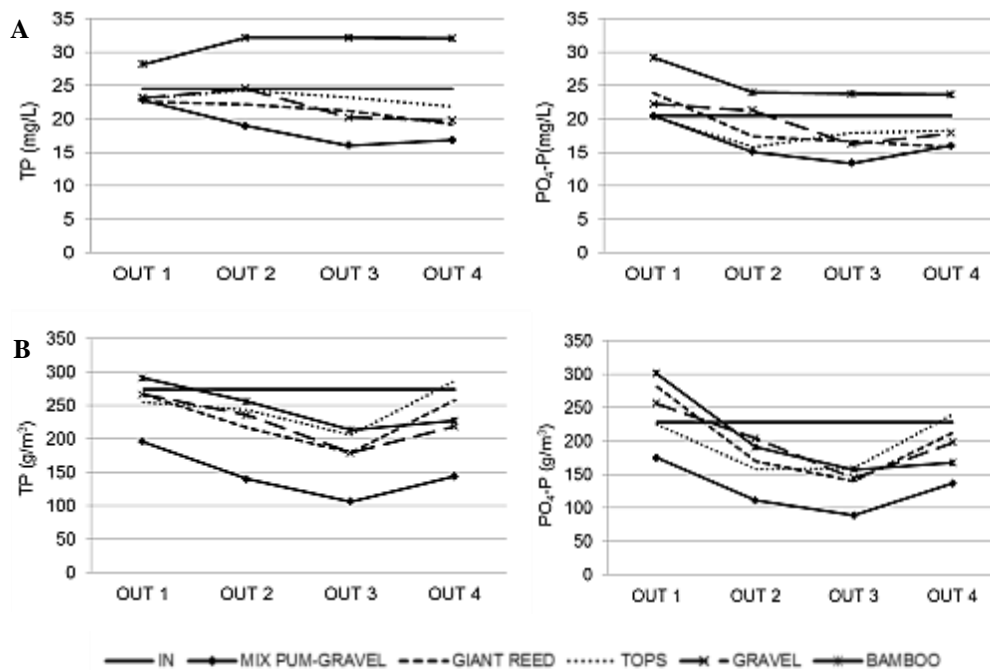 A
TP (mg/L)
35
30
25
20
15
10
5
0
OUT 1 OUT 2 OUT 3 OUT 4
PO4-P(mg/L)
35
30
25
20
15
10
5
0
OUT 1 OUT 2 OUT 3 OUT 4
B
TP (g/m³)
350
300
250
200
150
100
50
0
OUT 1 OUT 2 OUT 3 OUT 4
PO4-P (g/m³)
350
300
250
200
150
100
50
0
OUT 1 OUT 2 OUT 3 OUT 4
IN MIX PUM-GRAVEL GIANT REED TOPS GRAVEL BAMBOO